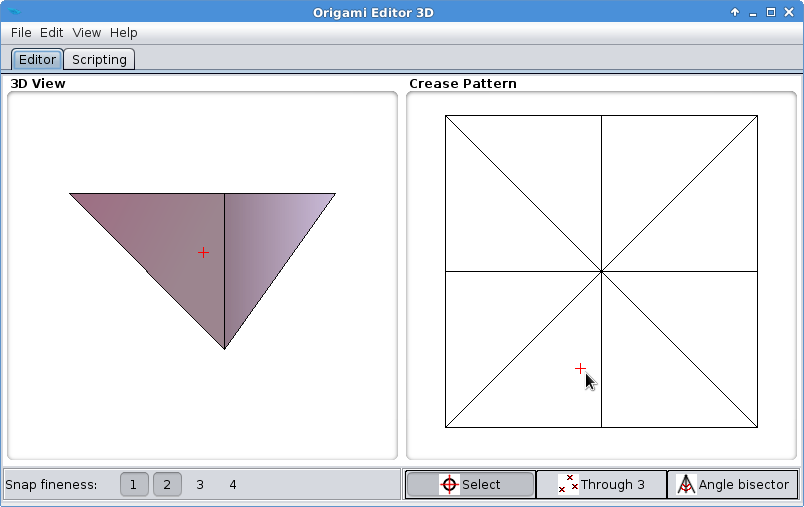 Origami Editor 3D
File Edit View Help
Editor Scripting
3D View Crease Pattern
Snap fineness: 1 2 3 4 Select Through 3 Angle bisector